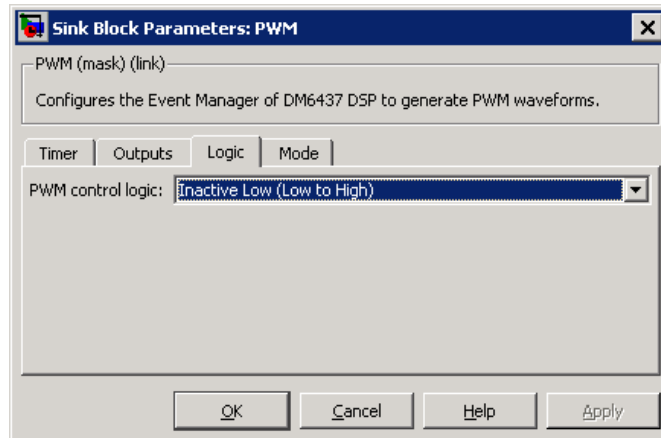 Sink Block Parameters: PWM
PWM (mask) (link)
Configures the Event Manager of DM6437 DSP to generate PWM waveforms.
Timer Outputs Logic Mode
PWM control logic: Inactive Low (Low to High)
OK Cancel Help Apply